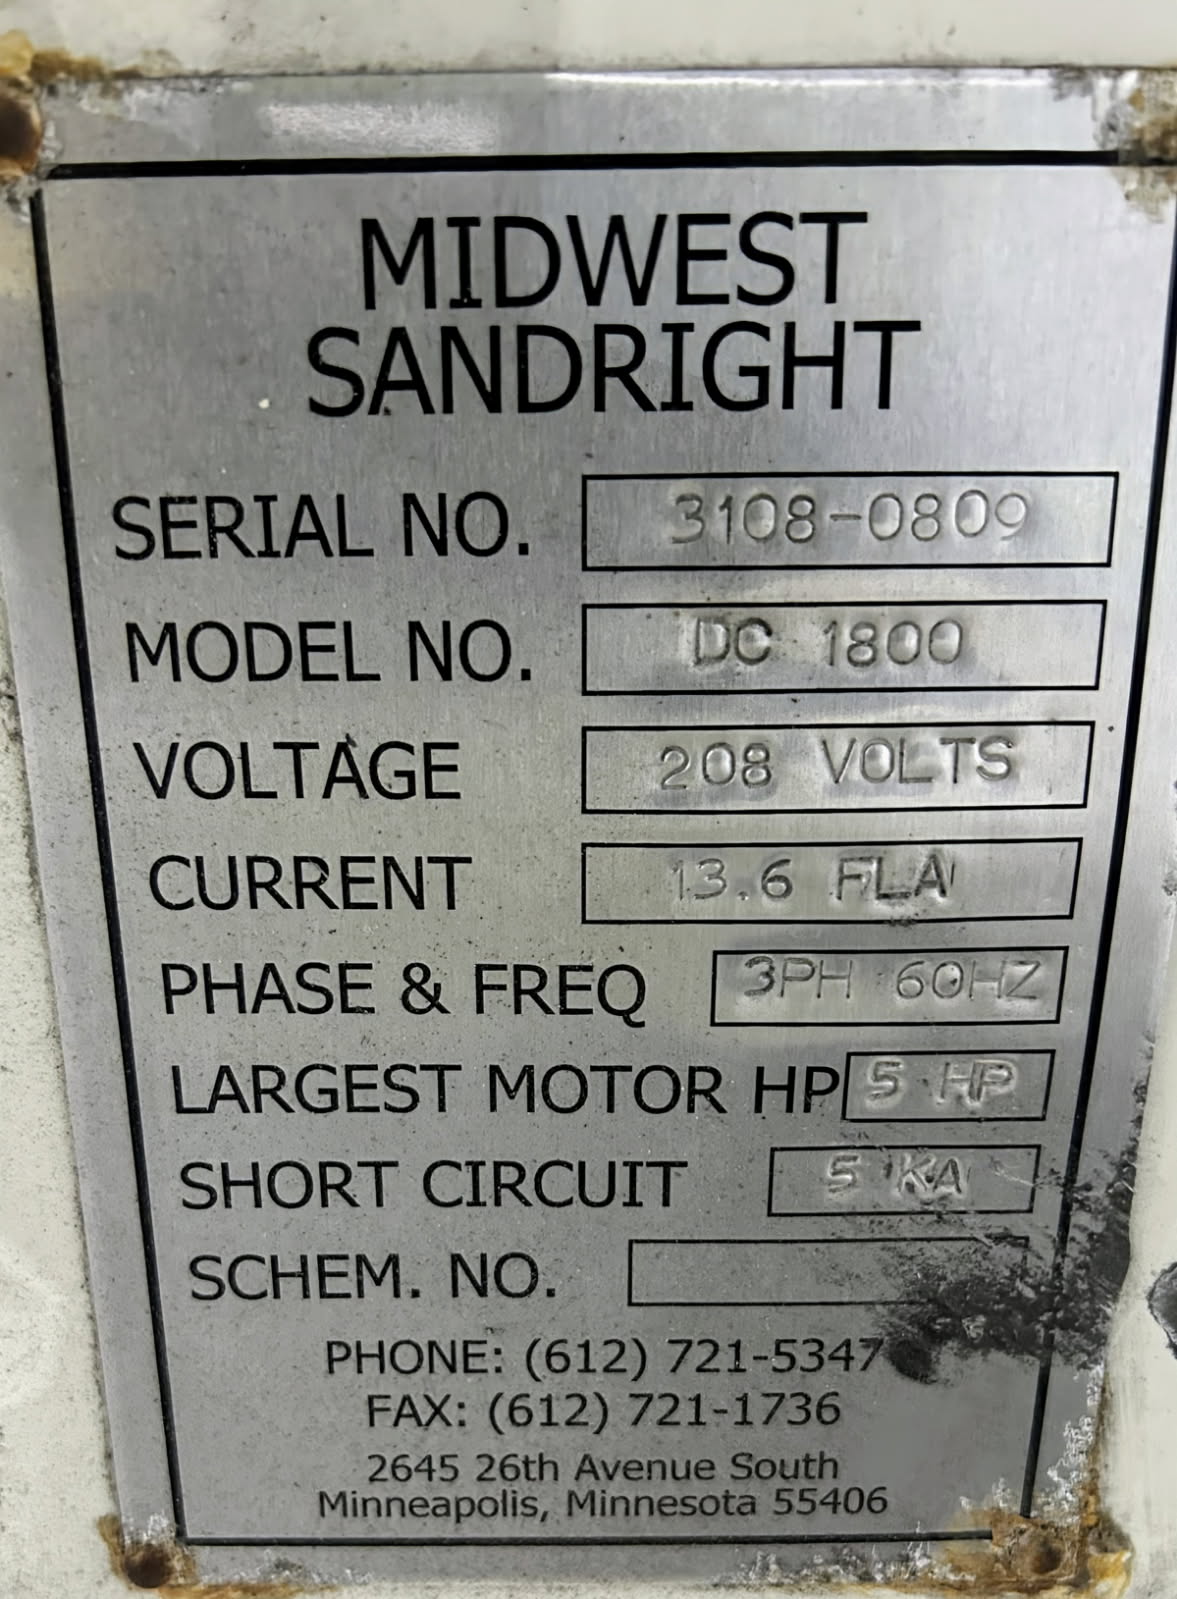 MIDWEST
SANDRIGHT
SERIAL NO. 3108-0809
MODEL NO. DC 1800
VOLTAGE 208 VOLTS
CURRENT 13.6 FLA
PHASE & FREQ 3PH 60HZ
LARGEST MOTOR HP 5 HP
SHORT CIRCUIT 5 KA
SCHEM. NO.
PHONE: (612) 721-5347
FAX: (612) 721-1736
2645 26th Avenue South
Minneapolis, Minnesota 55406